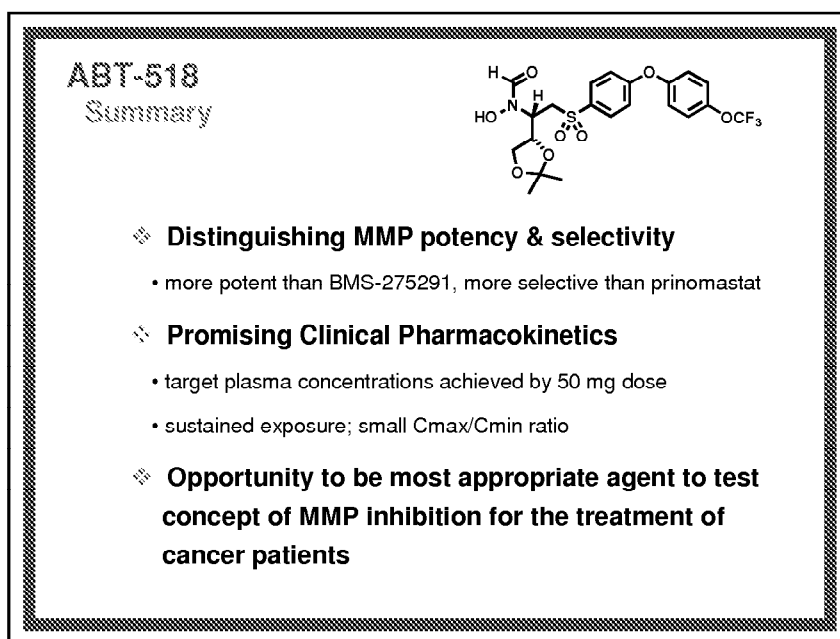 ABT-518
Summary
H
O
N
H
HO
S
O
O
O
OCF3
O
O
❖ Distinguishing MMP potency & selectivity
• more potent than BMS-275291, more selective than prinomastat
❖ Promising Clinical Pharmacokinetics
• target plasma concentrations achieved by 50 mg dose
• sustained exposure; small Cmax/Cmin ratio
❖ Opportunity to be most appropriate agent to test
concept of MMP inhibition for the treatment of
cancer patients